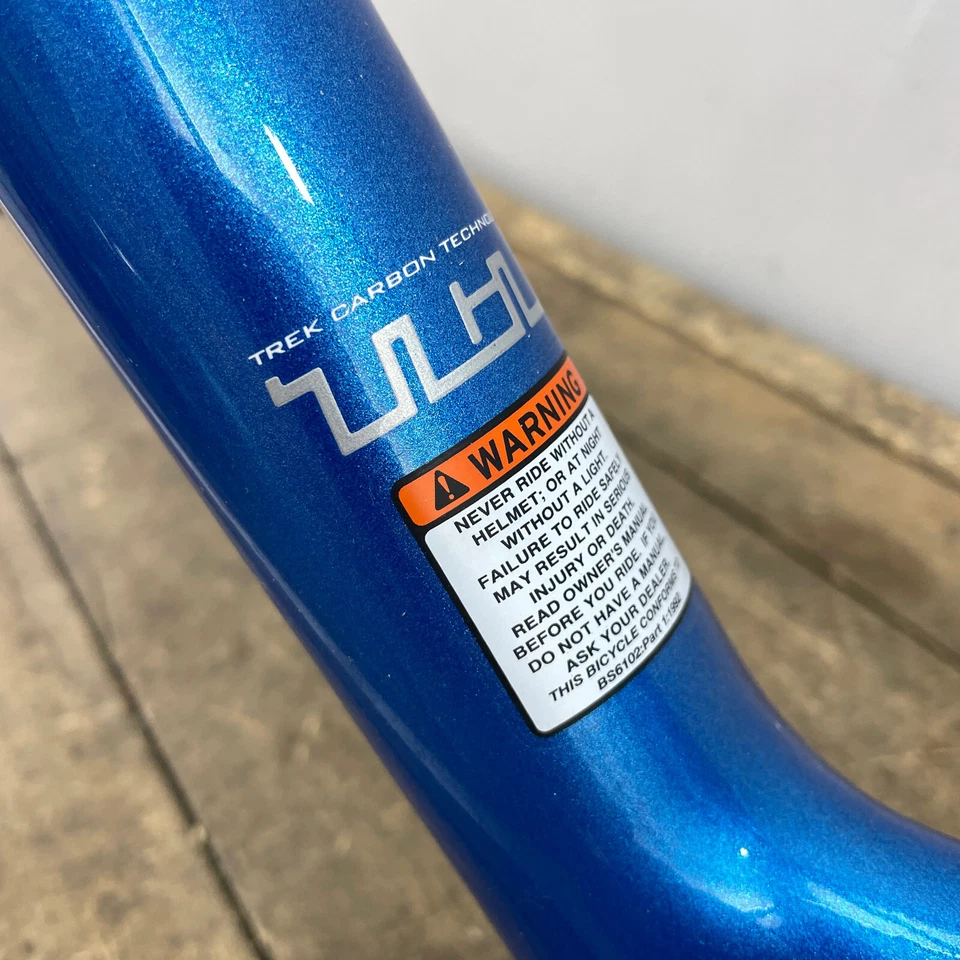 TREK CARBON
WARNING
NEVER RIDE WITHOUT A
HELMET; OR AT NIGHT
WITHOUT A LIGHT.
FAILURE TO RIDE SAFELY
MAY RESULT IN SERIOUS
INJURY OR DEATH.
READ OWNER'S MANUAL
BEFORE YOU RIDE. IF YOU
DO NOT HAVE A MANUAL,
ASK YOUR DEALER.
THIS BICYCLE CONFORMS TO
BS6102:Part 1:1992